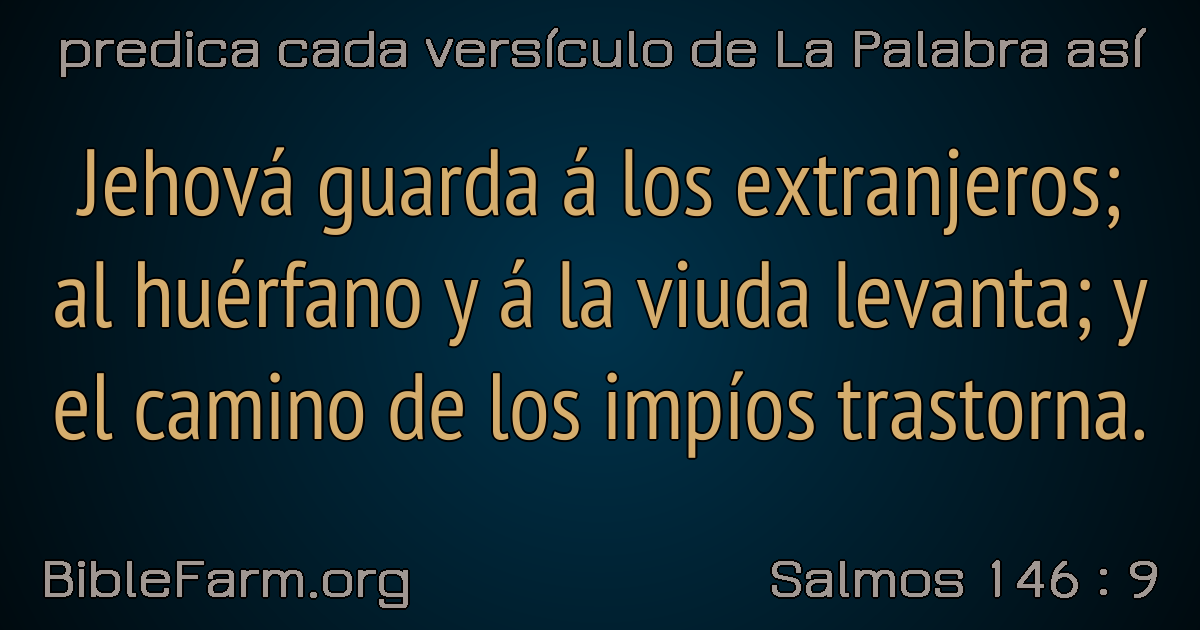 predica cada versículo de La Palabra así
Jehová guarda á los extranjeros;
al huérfano y á la viuda levanta; y
el camino de los impíos trastorna.
BibleFarm.org
Salmos 146 : 9